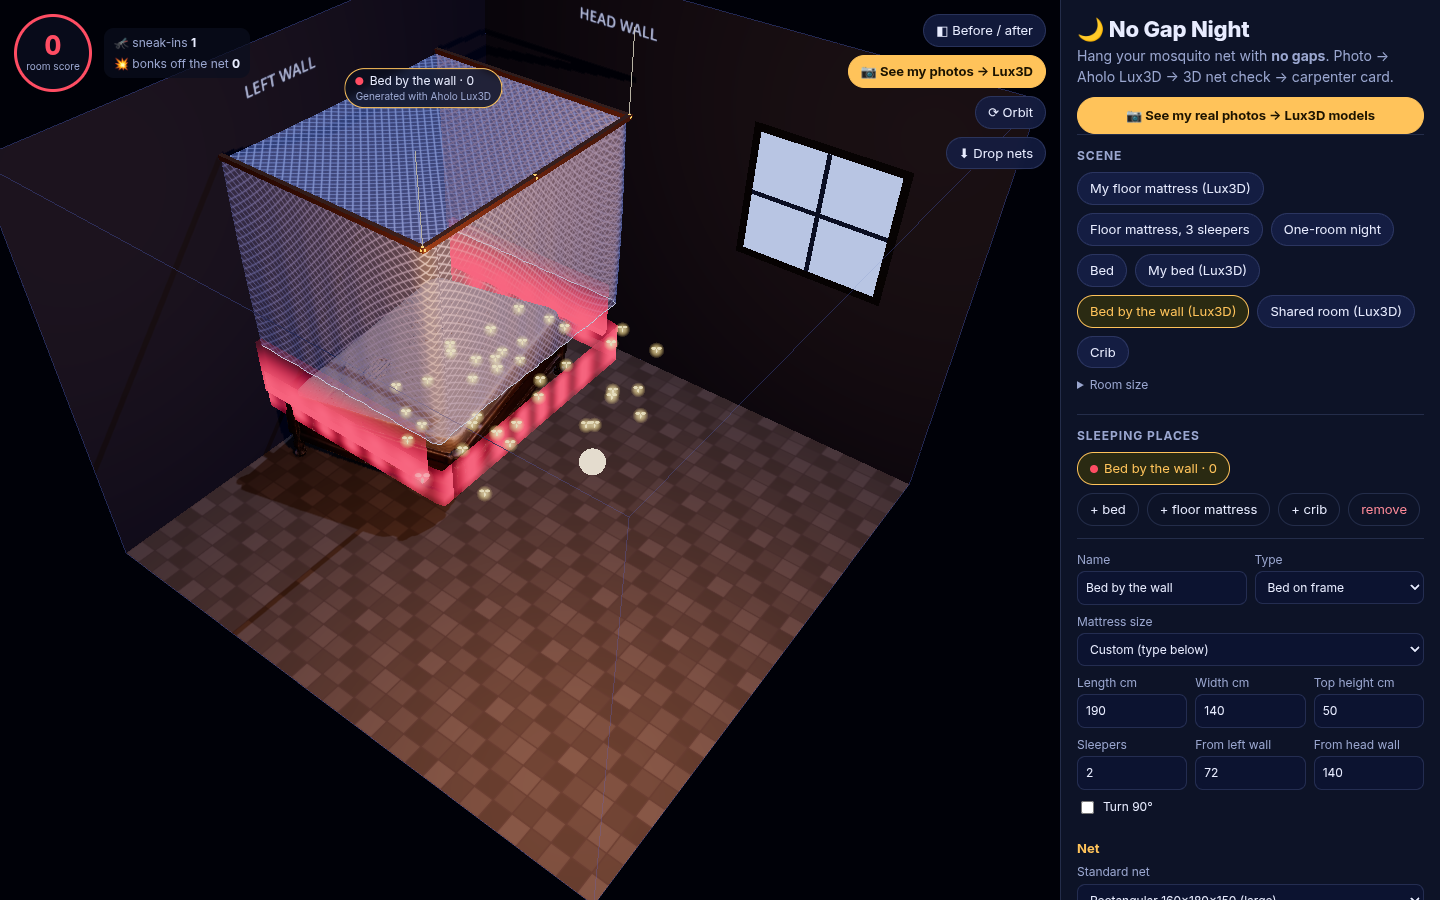 0
room score
🦟 sneak-ins 1
💥 bonks off the net 0
LEFT WALL
HEAD WALL
Bed by the wall · 0
Generated with Aholo Lux3D
◧ Before / after
📷 See my photos → Lux3D
⟳ Orbit
⬇ Drop nets
🌙 No Gap Night
Hang your mosquito net with no gaps. Photo →
Aholo Lux3D → 3D net check → carpenter card.
📷 See my real photos → Lux3D models
SCENE
My floor mattress (Lux3D)
Floor mattress, 3 sleepers
One-room night
Bed
My bed (Lux3D)
Bed by the wall (Lux3D)
Shared room (Lux3D)
Crib
▶ Room size
SLEEPING PLACES
Bed by the wall · 0
+ bed
+ floor mattress
+ crib
remove
Name
Type
Bed by the wall
Bed on frame
Mattress size
Custom (type below)
Length cm
Width cm
Top height cm
190
140
50
Sleepers
From left wall
From head wall
2
72
140
Turn 90°
Net
Standard net
Rectangular 160×180×150 (large)